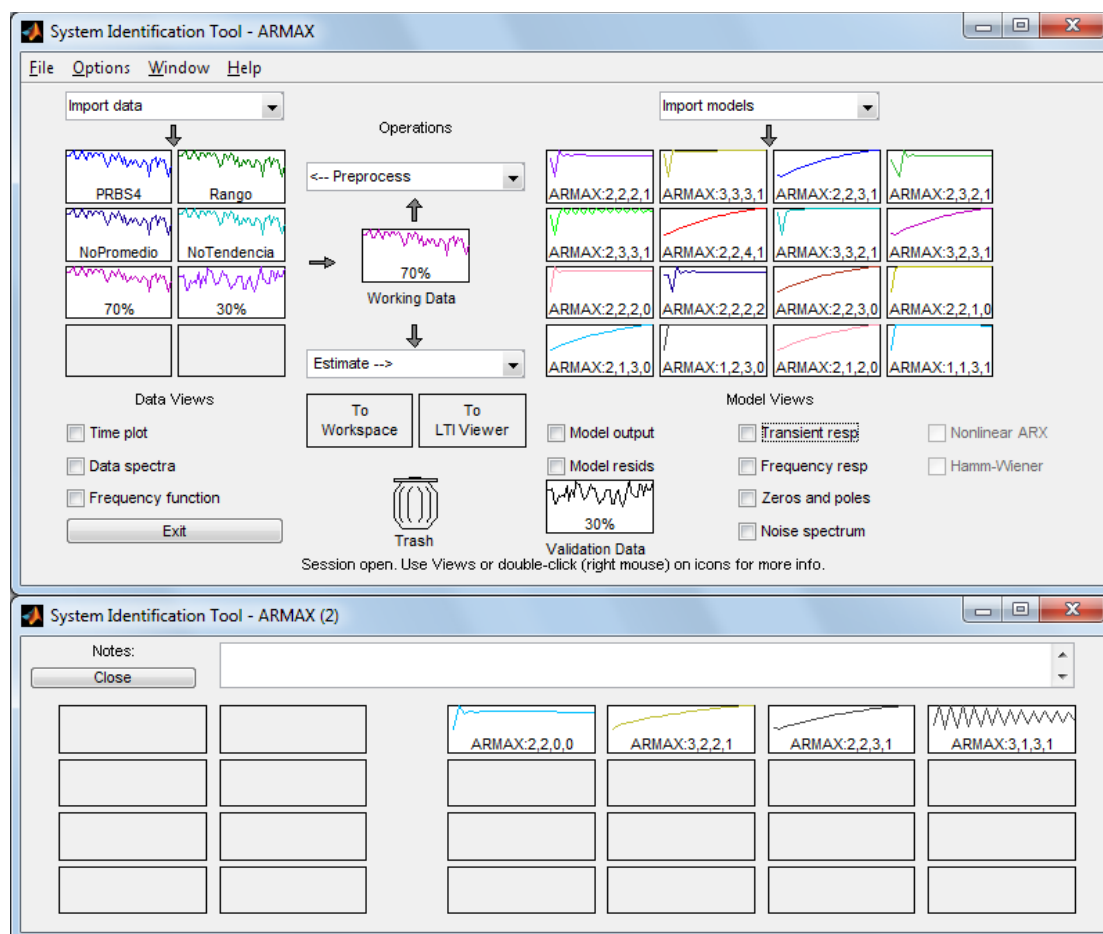 System Identification Tool - ARMAX
File Options Window Help
Import data
Import models
Operations
PRBS4 Rango
<-- Preprocess
ARMAX:2,2,2,1 ARMAX:3,3,3,1 ARMAX:2,2,3,1 ARMAX:2,3,2,1
NoPromedio NoTendencia
70%
Working Data
ARMAX:2,3,3,1 ARMAX:2,2,4,1 ARMAX:3,3,2,1 ARMAX:3,2,3,1
70% 30%
ARMAX:2,2,2,0 ARMAX:2,2,2,2 ARMAX:2,2,3,0 ARMAX:2,2,1,0
Estimate -->
ARMAX:2,1,3,0 ARMAX:1,2,3,0 ARMAX:2,1,2,0 ARMAX:1,1,3,1
Data Views
To Workspace
To LTI Viewer
Model Views
Time plot
Model output
Transient resp
Nonlinear ARX
Data spectra
Model resids
Frequency resp
Hamm-Wiener
Frequency function
30%
Zeros and poles
Exit
Trash
Validation Data
Noise spectrum
Session open. Use Views or double-click (right mouse) on icons for more info.
System Identification Tool - ARMAX (2)
Notes:
Close
ARMAX:2,2,0,0 ARMAX:3,2,2,1 ARMAX:2,2,3,1 ARMAX:3,1,3,1